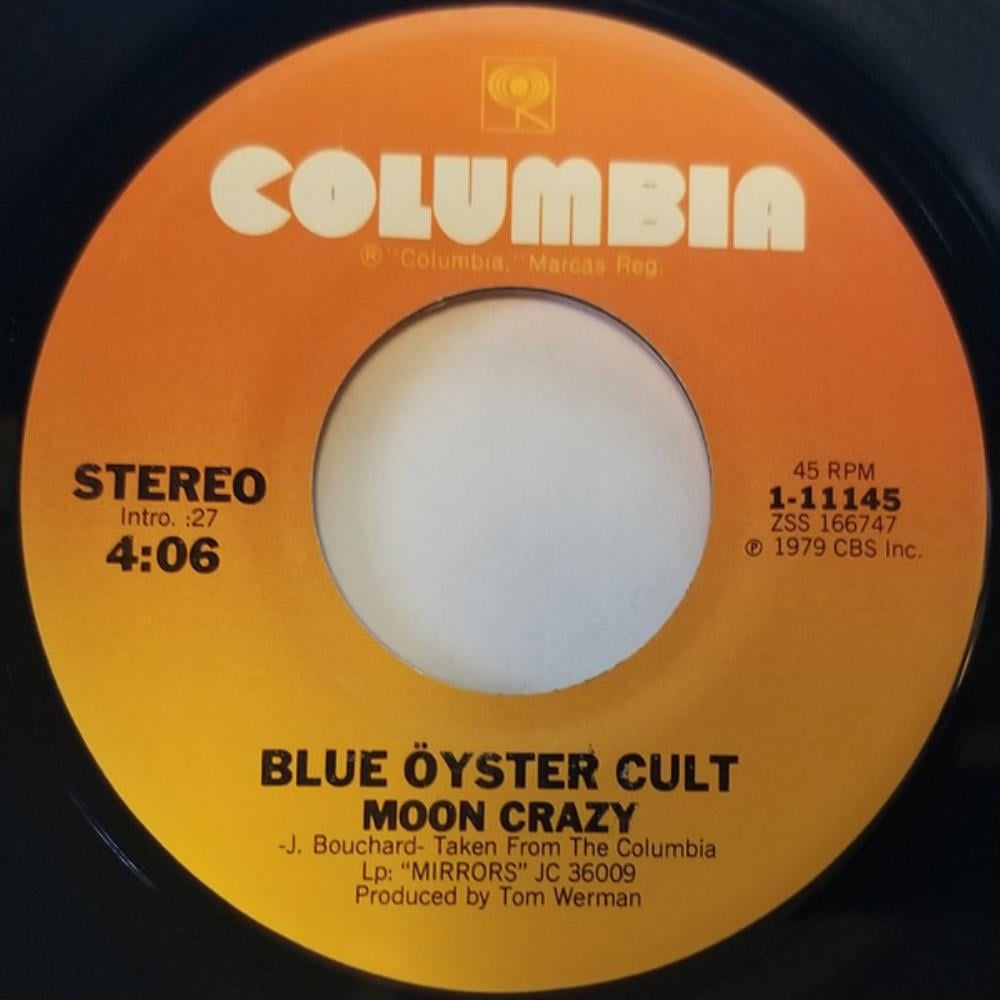 COLUMBIA
® "Columbia," Marcas Reg.
STEREO
Intro. :27
4:06
45 RPM
1-11145
ZSS 166747
℗ 1979 CBS Inc.
BLUE ÖYSTER CULT
MOON CRAZY
-J. Bouchard- Taken From The Columbia
Lp: “MIRRORS” JC 36009
Produced by Tom Werman